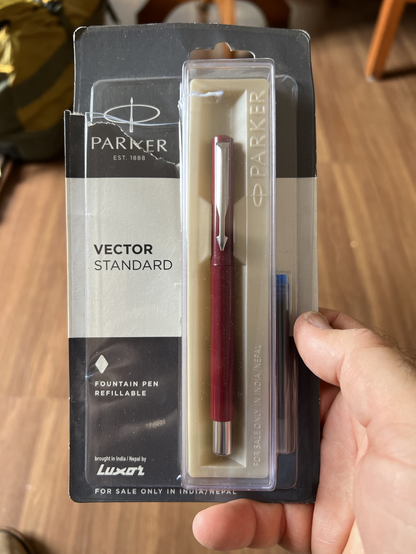 PARKER
EST. 1888
PARKER
VECTOR
STANDARD
FOUNTAIN PEN
REFILLABLE
FOR SALE ONLY IN INDIA/NEPAL
brought in India / Nepal by
Luxor
FOR SALE ONLY IN INDIA/NEPAL